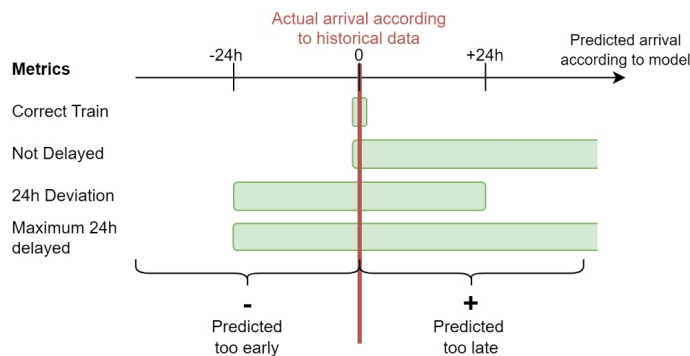 Actual arrival according
to historical data
Predicted arrival
according to model
-24h
0
+24h
Metrics
Correct Train
Not Delayed
24h Deviation
Maximum 24h
delayed
-
+
Predicted
too early
Predicted
too late